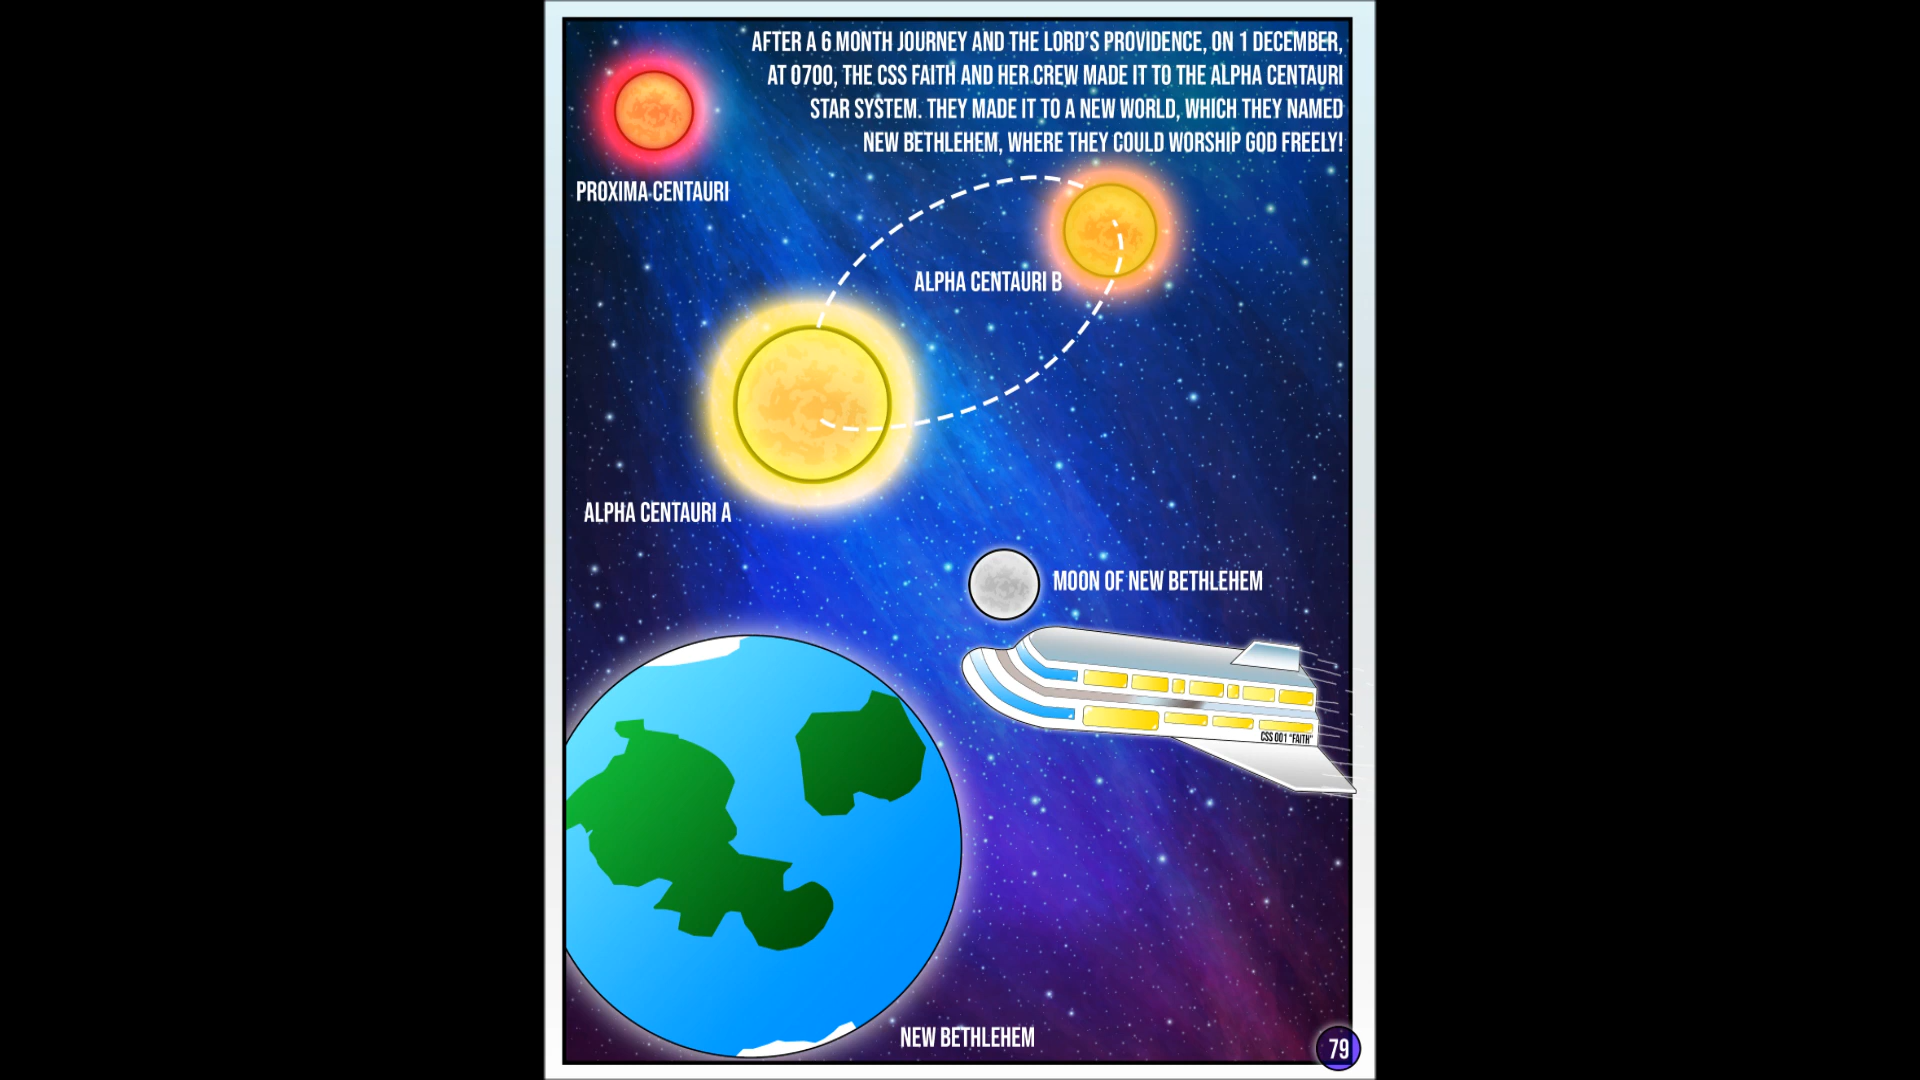 AFTER A 6 MONTH JOURNEY AND THE LORD'S PROVIDENCE, ON 1 DECEMBER,
AT 0700, THE CSS FAITH AND HER CREW MADE IT TO THE ALPHA CENTAURI
STAR SYSTEM. THEY MADE IT TO A NEW WORLD, WHICH THEY NAMED
NEW BETHLEHEM, WHERE THEY COULD WORSHIP GOD FREELY!
PROXIMA CENTAURI
ALPHA CENTAURI B
ALPHA CENTAURI A
MOON OF NEW BETHLEHEM
CSS 001 "FAITH"
NEW BETHLEHEM
79